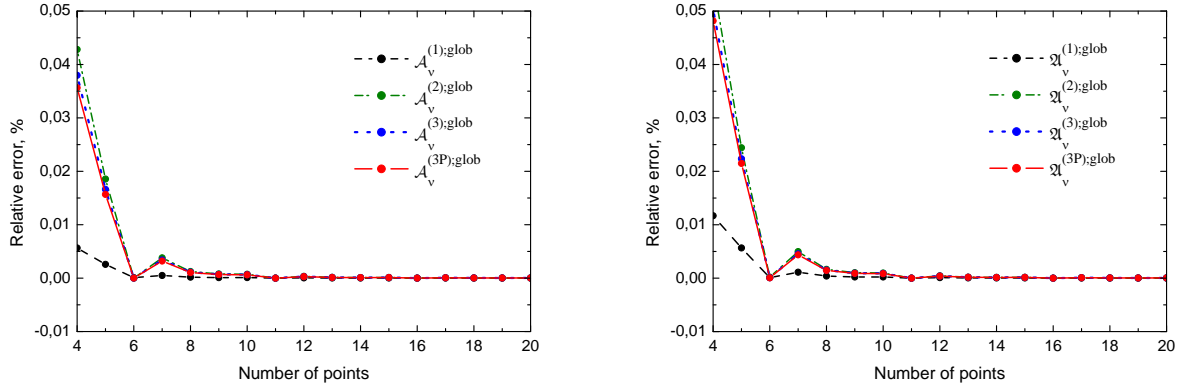 0,05
0,04
0,03
0,02
0,01
0,00
-0,01
Relative error, %
4 6 8 10 12 14 16 18 20
Number of points
𝒜ν(1);glob
𝒜ν(2);glob
𝒜ν(3);glob
𝒜ν(3P);glob
0,05
0,04
0,03
0,02
0,01
0,00
-0,01
Relative error, %
4 6 8 10 12 14 16 18 20
Number of points
𝔄ν(1);glob
𝔄ν(2);glob
𝔄ν(3);glob
𝔄ν(3P);glob